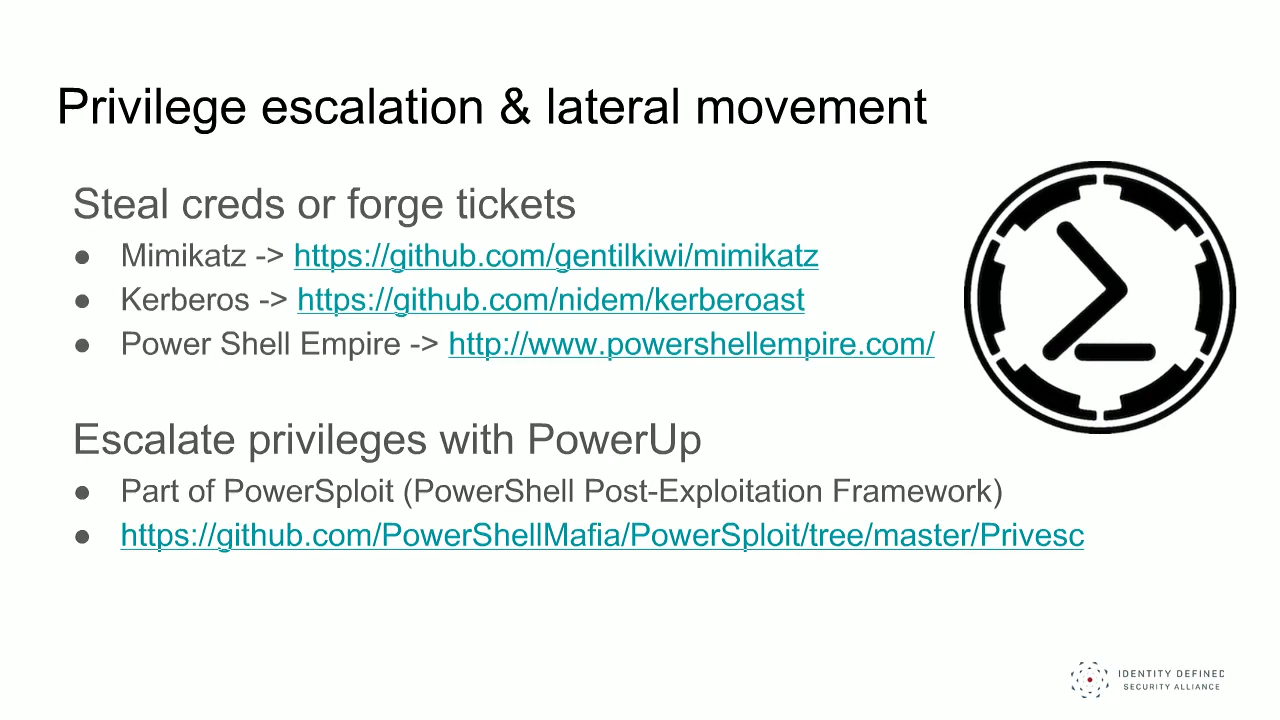 Privilege escalation & lateral movement
Steal creds or forge tickets
● Mimikatz -> https://github.com/gentilkiwi/mimikatz
● Kerberos -> https://github.com/nidem/kerberoast
● Power Shell Empire -> http://www.powershellempire.com/
Escalate privileges with PowerUp
● Part of PowerSploit (PowerShell Post-Exploitation Framework)
● https://github.com/PowerShellMafia/PowerSploit/tree/master/Privesc
IDENTITY DEFINED
SECURITY ALLIANCE